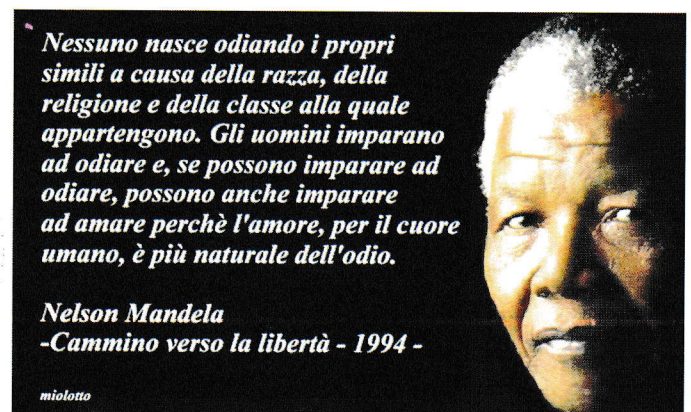 Nessuno nasce odiando i propri
simili a causa della razza, della
religione e della classe alla quale
appartengono. Gli uomini imparano
ad odiare e, se possono imparare ad
odiare, possono anche imparare
ad amare perchè l'amore, per il cuore
umano, è più naturale dell'odio.
Nelson Mandela
-Cammino verso la libertà - 1994 -
miolotto